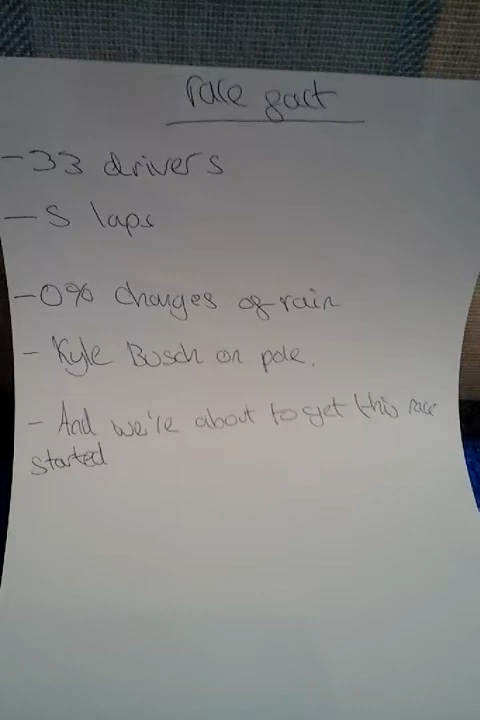 race fact
- 33 drivers
- 5 laps
- 0% changes of rain
- Kyle Busch on pole.
- And we're about to get this race
started